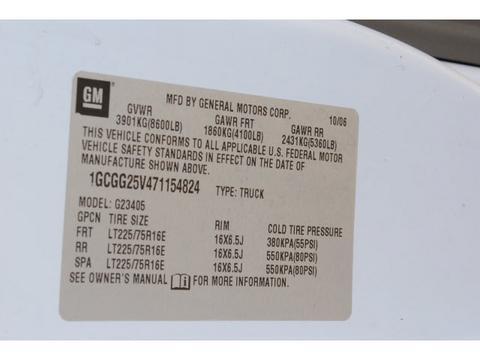 GM
MFD BY GENERAL MOTORS CORP. 10/06
GVWR GAWR FRT GAWR RR
3901KG(8600LB) 1860KG(4100LB) 2431KG(5360LB)
THIS VEHICLE CONFORMS TO ALL APPLICABLE U.S. FEDERAL MOTOR
VEHICLE SAFETY STANDARDS IN EFFECT ON THE DATE OF
MANUFACTURE SHOWN ABOVE.
1GCGG25V471154824 TYPE: TRUCK
MODEL: G23405
GPCN TIRE SIZE RIM COLD TIRE PRESSURE
FRT LT225/75R16E 16X6.5J 380KPA(55PSI)
RR LT225/75R16E 16X6.5J 550KPA(80PSI)
SPA LT225/75R16E 16X6.5J 550KPA(80PSI)
SEE OWNER'S MANUAL i FOR MORE INFORMATION.